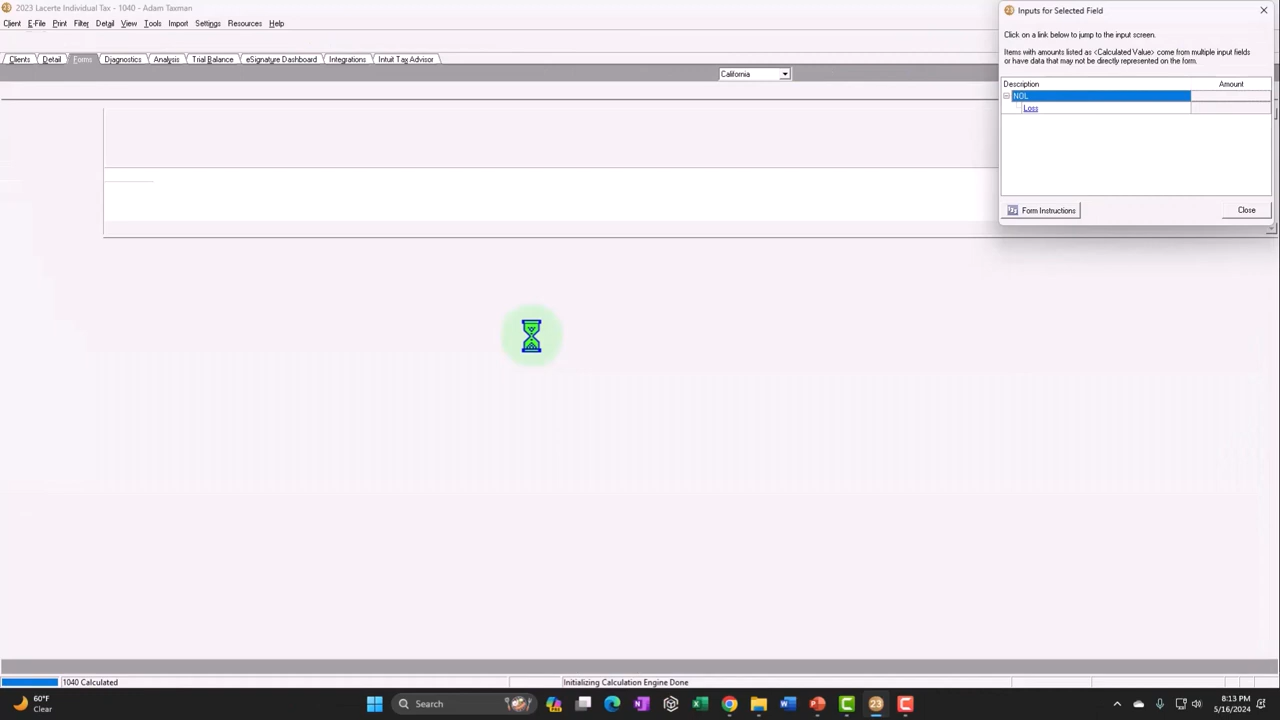 23 2023 Lacerte Individual Tax - 1040 - Adam Taxman
Client E-File Print Filter Detail View Tools Import Settings Resources Help
Clients Detail Forms Diagnostics Analysis Trial Balance eSignature Dashboard Integrations Intuit Tax Advisor
California
23 Inputs for Selected Field
Click on a link below to jump to the input screen.
Items with amounts listed as <Calculated Value> come from multiple input fields
or have data that may not be directly represented on the form.
Description Amount
NOL
Loss
Form Instructions Close
1040 Calculated Initializing Calculation Engine Done
60°F
Clear
Search
23
8:13 PM
5/16/2024